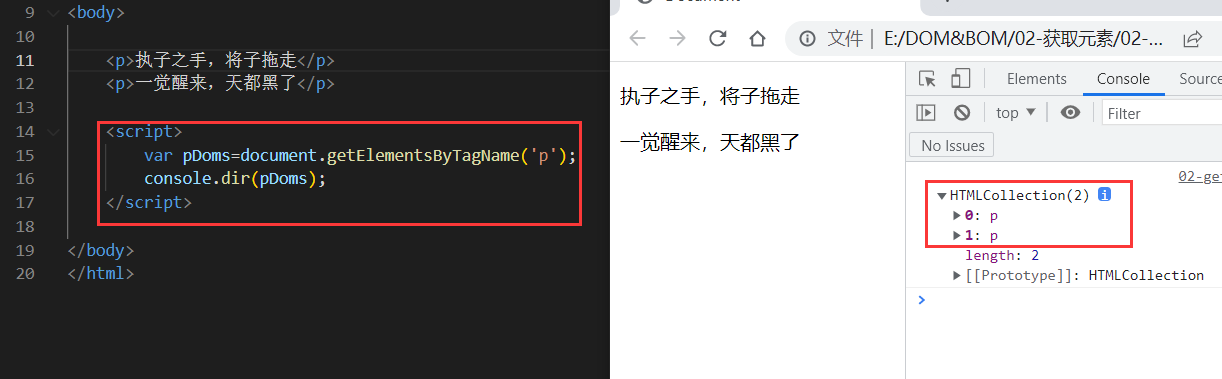 9 <body>
10
11 <p>执子之手，将子拖走</p>
12 <p>一觉醒来，天都黑了</p>
13
14 <script>
15 var pDoms=document.getElementsByTagName('p');
16 console.dir(pDoms);
17 </script>
18
19 </body>
20 </html>
文件 | E:/DOM&BOM/02-获取元素/02-...
执子之手，将子拖走
一觉醒来，天都黑了
Elements Console Source
top ▼ Filter
No Issues
02-get
▼HTMLCollection(2) i
▶0: p
▶1: p
length: 2
▶[[Prototype]]: HTMLCollection
>